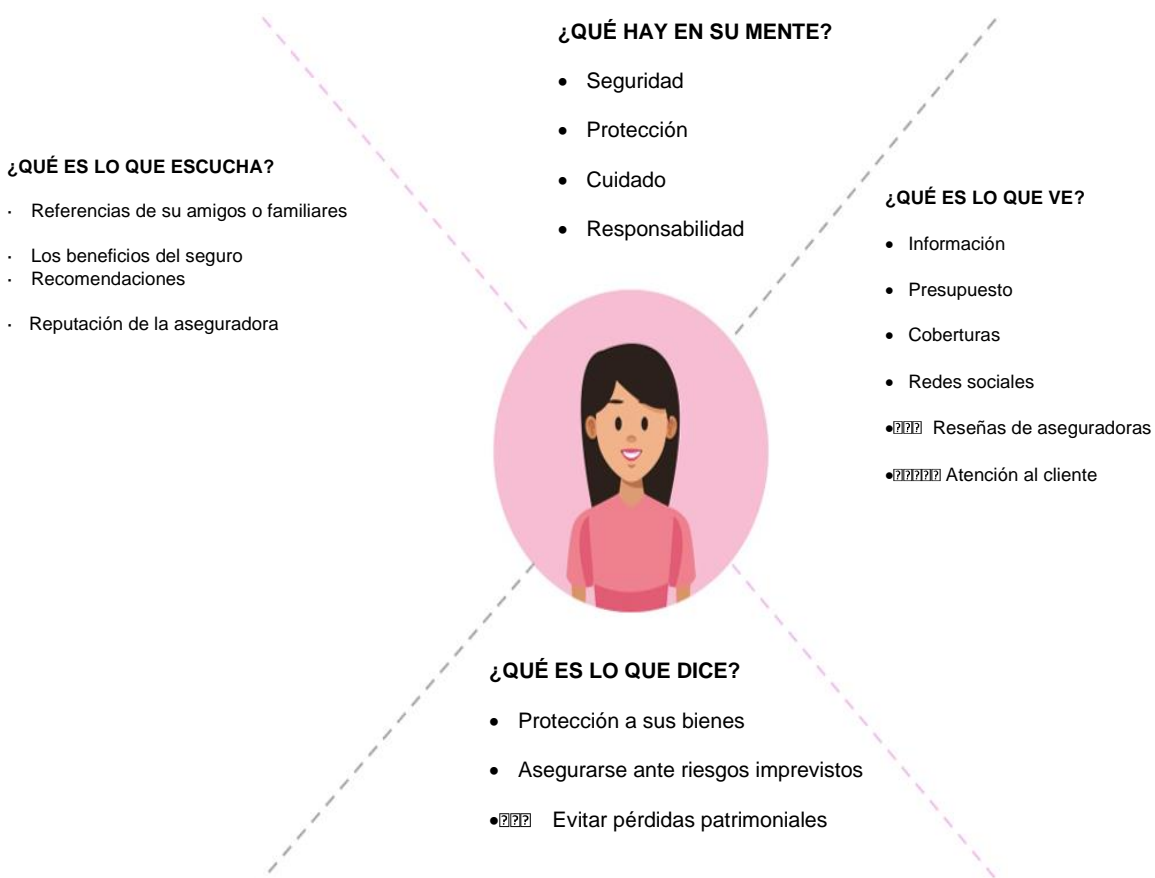 ¿QUÉ HAY EN SU MENTE?
• Seguridad
• Protección
• Cuidado
• Responsabilidad
¿QUÉ ES LO QUE ESCUCHA?
· Referencias de su amigos o familiares
· Los beneficios del seguro
· Recomendaciones
· Reputación de la aseguradora
¿QUÉ ES LO QUE VE?
• Información
• Presupuesto
• Coberturas
• Redes sociales
•⍰⍰⍰ Reseñas de aseguradoras
•⍰⍰⍰⍰⍰ Atención al cliente
¿QUÉ ES LO QUE DICE?
• Protección a sus bienes
• Asegurarse ante riesgos imprevistos
•⍰⍰⍰ Evitar pérdidas patrimoniales